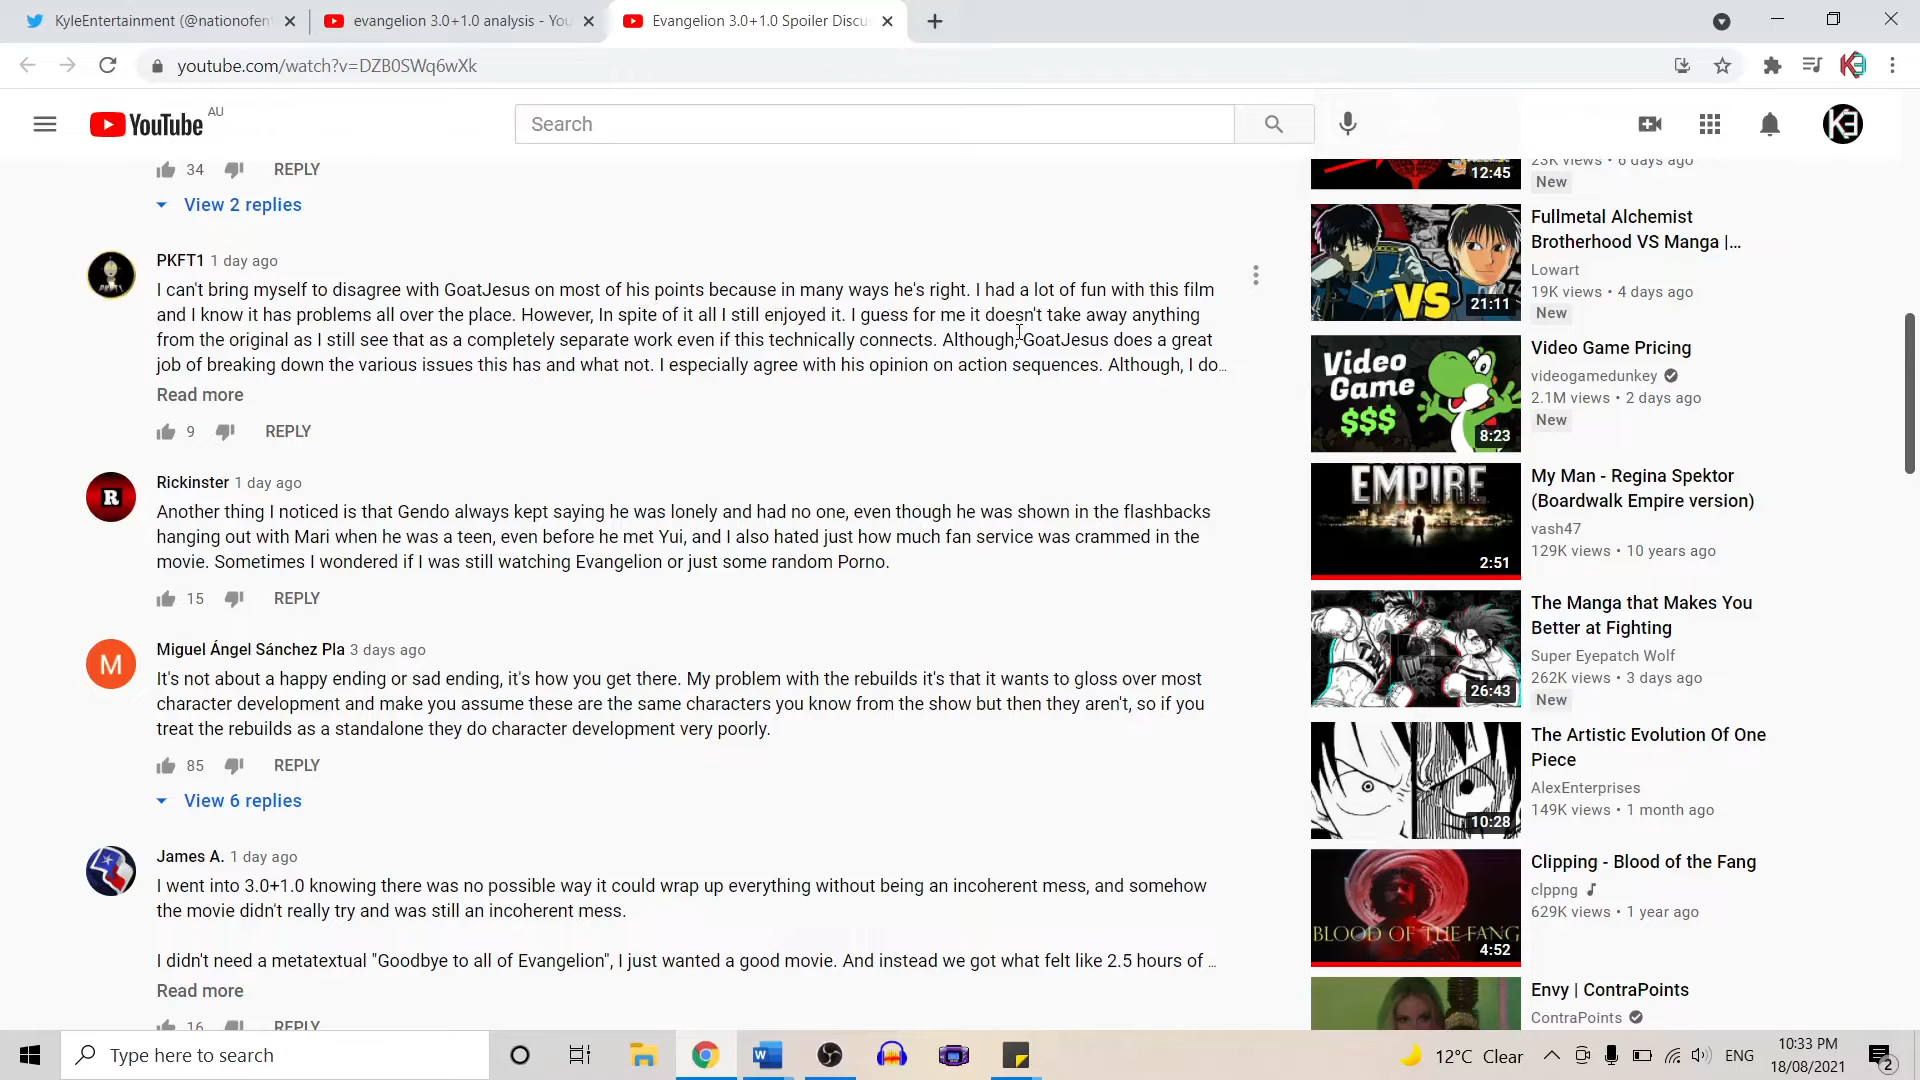 KyleEntertainment (@nationofen
evangelion 3.0+1.0 analysis - You
Evangelion 3.0+1.0 Spoiler Discu
youtube.com/watch?v=DZB0SWq6wXk
YouTube AU
Search
34 REPLY
View 2 replies
PKFT1 1 day ago
I can't bring myself to disagree with GoatJesus on most of his points because in many ways he's right. I had a lot of fun with this film
and I know it has problems all over the place. However, In spite of it all I still enjoyed it. I guess for me it doesn't take away anything
from the original as I still see that as a completely separate work even if this technically connects. Although, GoatJesus does a great
job of breaking down the various issues this has and what not. I especially agree with his opinion on action sequences. Although, I do...
Read more
9 REPLY
Rickinster 1 day ago
Another thing I noticed is that Gendo always kept saying he was lonely and had no one, even though he was shown in the flashbacks
hanging out with Mari when he was a teen, even before he met Yui, and I also hated just how much fan service was crammed in the
movie. Sometimes I wondered if I was still watching Evangelion or just some random Porno.
15 REPLY
Miguel Ángel Sánchez Pla 3 days ago
It's not about a happy ending or sad ending, it's how you get there. My problem with the rebuilds it's that it wants to gloss over most
character development and make you assume these are the same characters you know from the show but then they aren't, so if you
treat the rebuilds as a standalone they do character development very poorly.
85 REPLY
View 6 replies
James A. 1 day ago
I went into 3.0+1.0 knowing there was no possible way it could wrap up everything without being an incoherent mess, and somehow
the movie didn't really try and was still an incoherent mess.
I didn't need a metatextual "Goodbye to all of Evangelion", I just wanted a good movie. And instead we got what felt like 2.5 hours of ...
Read more
16 REPLY
12:45
23K views • 6 days ago
New
VS
21:11
Fullmetal Alchemist
Brotherhood VS Manga |...
Lowart
19K views • 4 days ago
New
Video
Game
$$$
8:23
Video Game Pricing
videogamedunkey
2.1M views • 2 days ago
New
EMPIRE
2:51
My Man - Regina Spektor
(Boardwalk Empire version)
vash47
129K views • 10 years ago
26:43
The Manga that Makes You
Better at Fighting
Super Eyepatch Wolf
262K views • 3 days ago
New
10:28
The Artistic Evolution Of One
Piece
AlexEnterprises
149K views • 1 month ago
BLOOD OF THE FANG
4:52
Clipping - Blood of the Fang
clppng
629K views • 1 year ago
Envy | ContraPoints
ContraPoints
Type here to search
12°C Clear
ENG
10:33 PM
18/08/2021
2